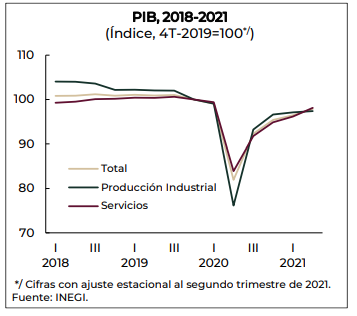 PIB, 2018-2021
(Índice, 4T-2019=100*/)
110
100
90
80
70
Total
Producción Industrial
Servicios
I III I III I III I
2018 2019 2020 2021
*/ Cifras con ajuste estacional al segundo trimestre de 2021.
Fuente: INEGI.